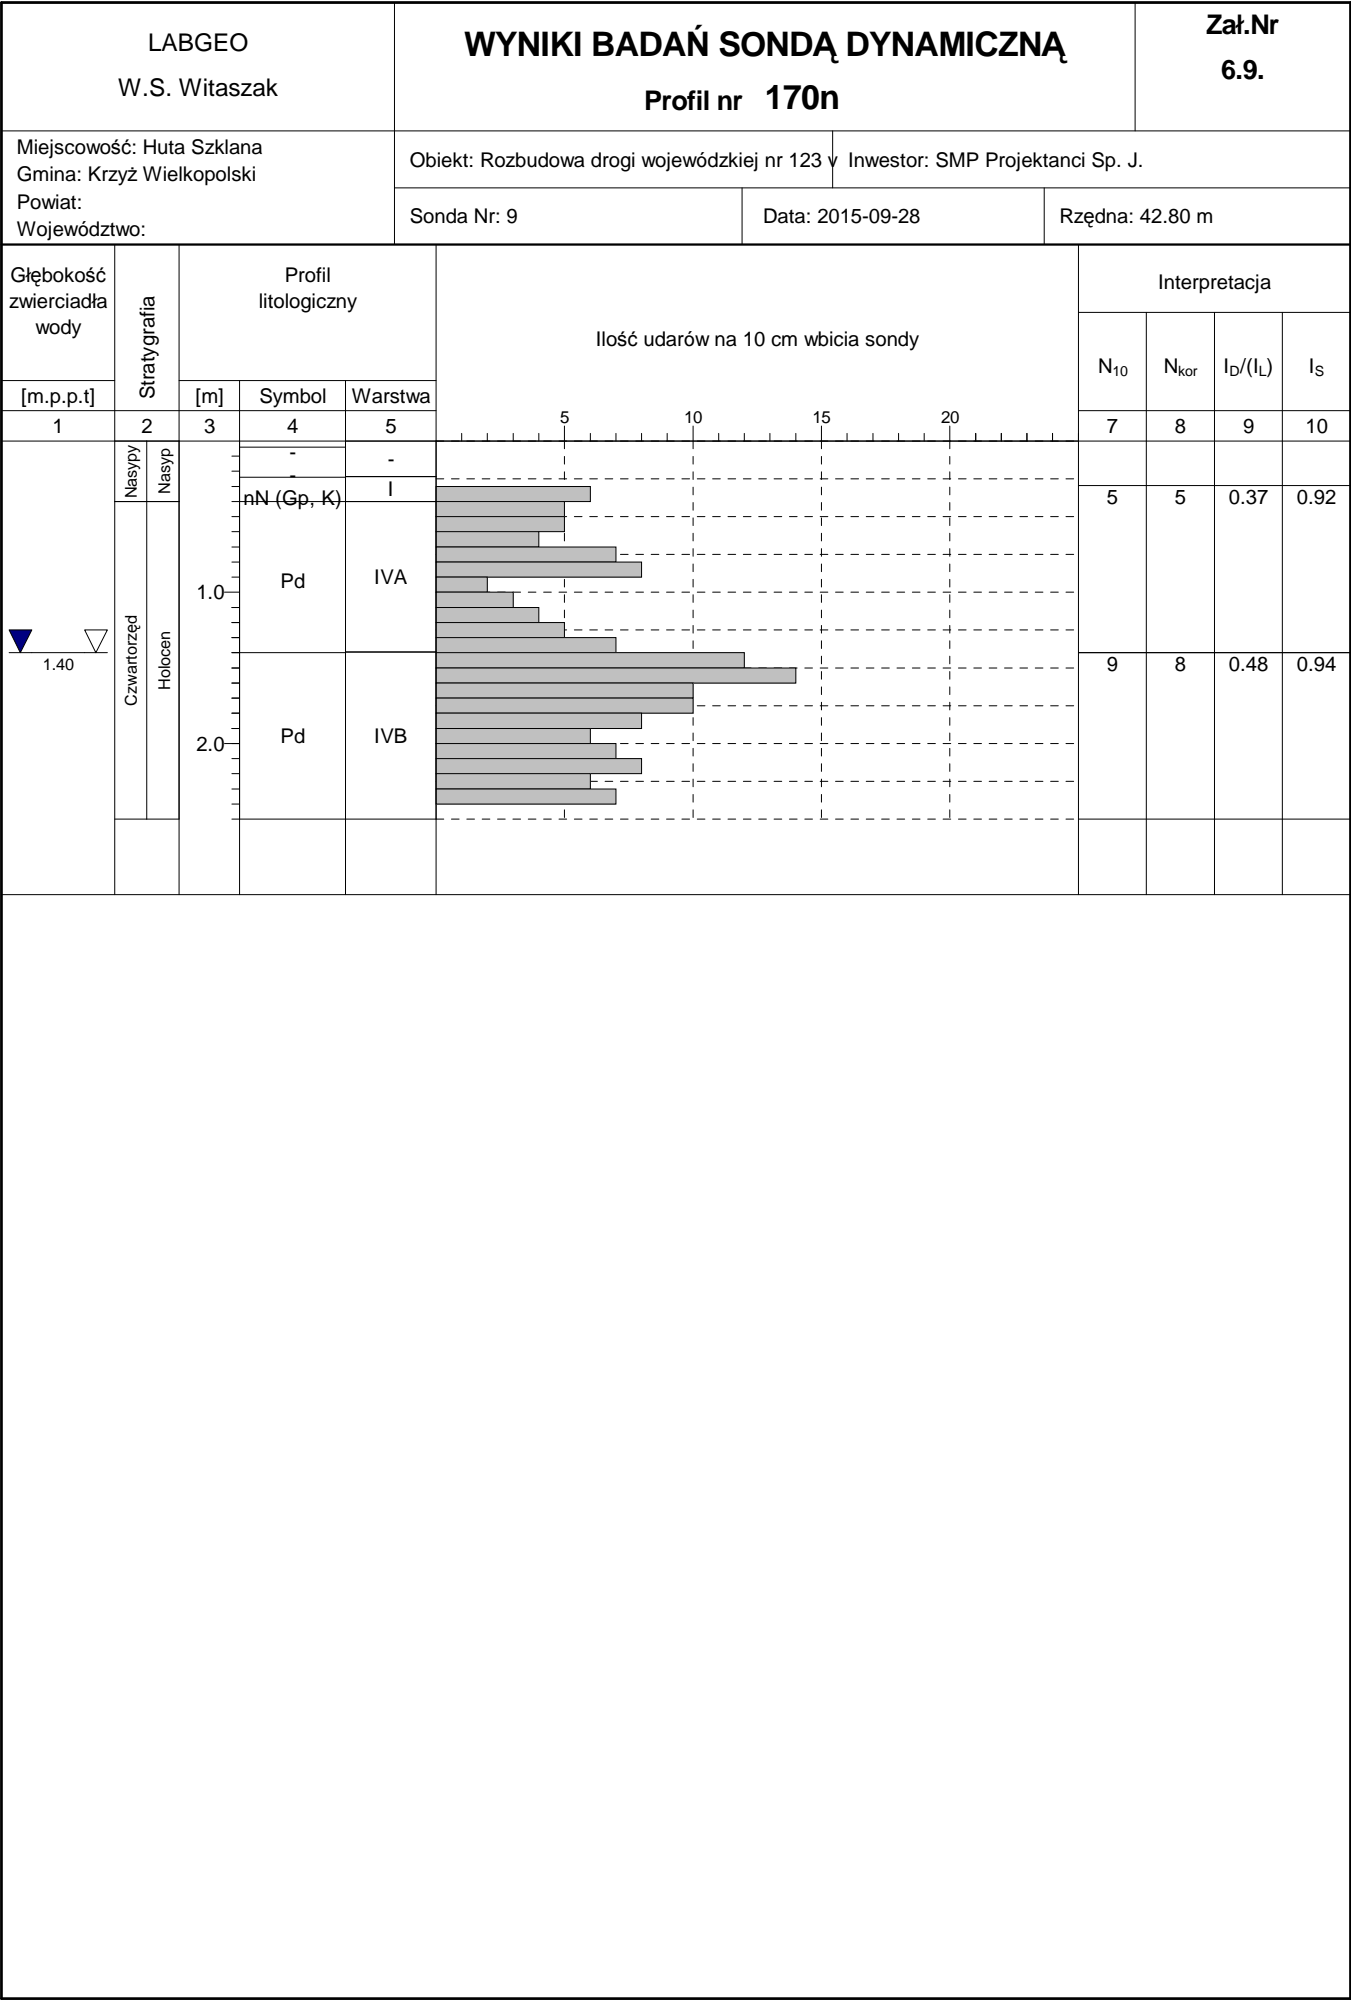 LABGEO
W.S. Witaszak
WYNIKI BADAŃ SONDĄ DYNAMICZNĄ
Profil nr 170n
Zał.Nr
6.9.
Miejscowość: Huta Szklana
Gmina: Krzyż Wielkopolski
Powiat:
Województwo:
Obiekt: Rozbudowa drogi wojewódzkiej nr 123 v
Inwestor: SMP Projektanci Sp. J.
Sonda Nr: 9
Data: 2015-09-28
Rzędna: 42.80 m
Głębokość
zwierciadła
wody
[m.p.p.t]
Stratygrafia
Profil
litologiczny
[m]
Symbol
Warstwa
Ilość udarów na 10 cm wbicia sondy
5 10 15 20
Interpretacja
N10 Nkor ID/(IL) IS
1 2 3 4 5 7 8 9 10
Nasypy
Nasyp
- -
-
nN (Gp, K) I
5 5 0.37 0.92
1.0
Pd IVA
Czwartorzęd
Holocen
1.40
9 8 0.48 0.94
2.0
Pd IVB